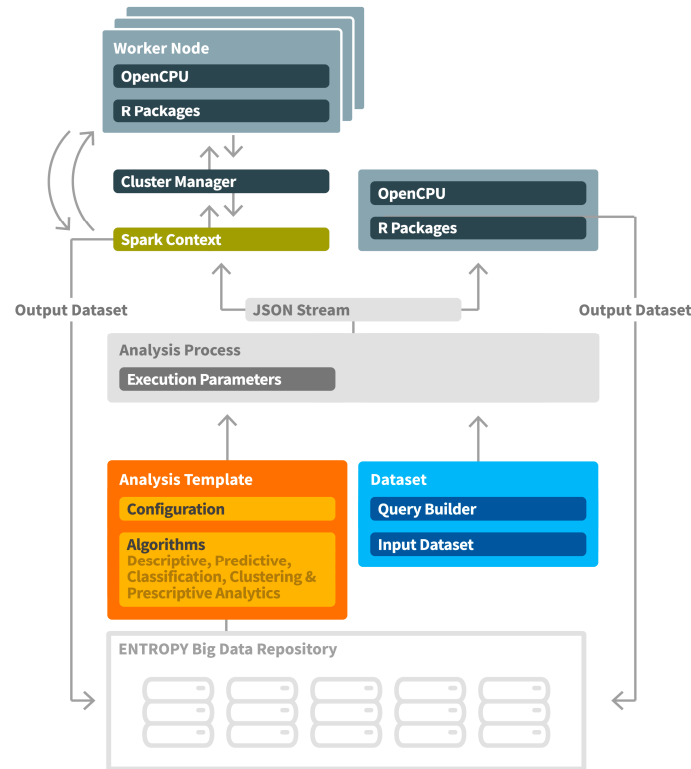 Worker Node
OpenCPU
R Packages
Cluster Manager
OpenCPU
R Packages
Spark Context
Output Dataset
JSON Stream
Output Dataset
Analysis Process
Execution Parameters
Analysis Template
Configuration
Algorithms
Descriptive, Predictive,
Classification, Clustering &
Prescriptive Analytics
Dataset
Query Builder
Input Dataset
ENTROPY Big Data Repository